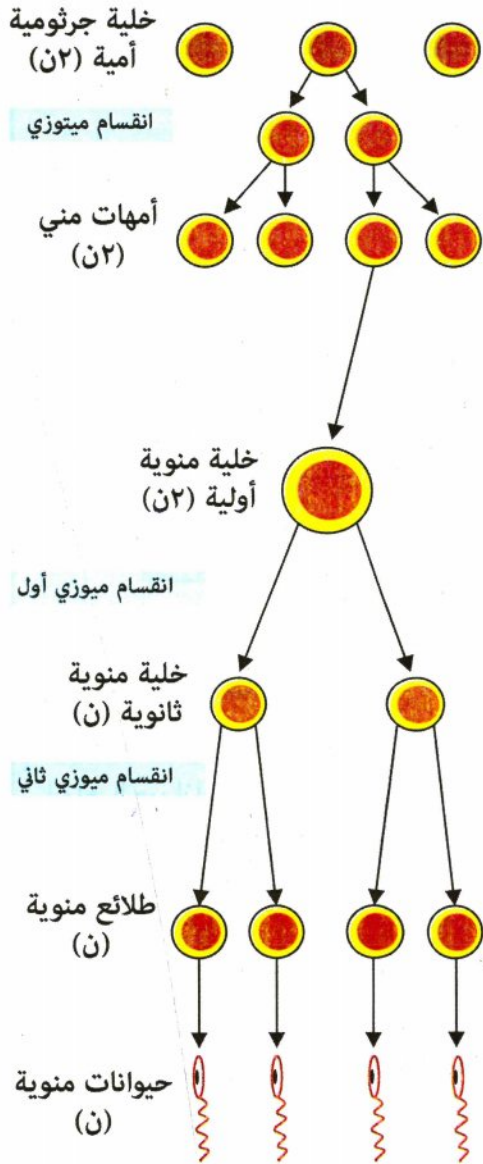 خلية جرثومية
أمية (٢ن)
انقسام ميتوزي
أمهات مني
(٢ن)
خلية منوية
أولية (٢ن)
انقسام ميوزي أول
خلية منوية
ثانوية (ن)
انقسام ميوزي ثاني
طلائع منوية
(ن)
حيوانات منوية
(ن)